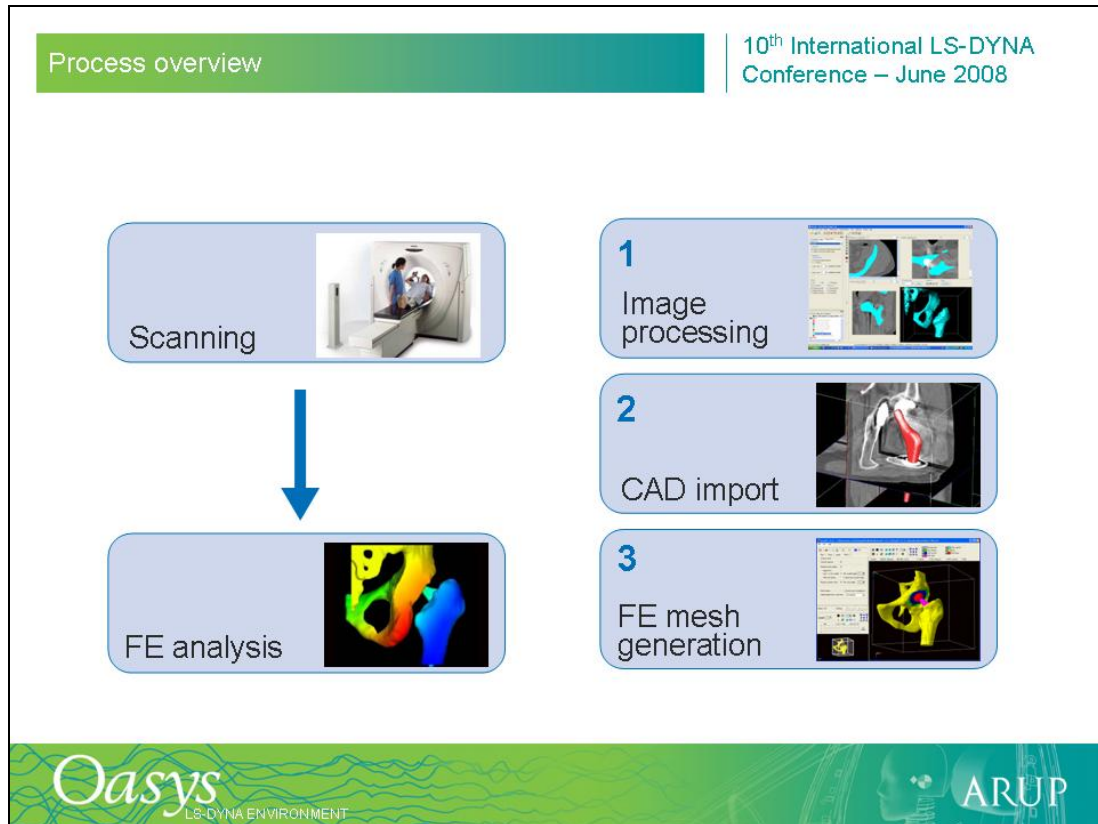 Process overview
10th International LS-DYNA
Conference – June 2008
Scanning
FE analysis
1
Image
processing
2
CAD import
3
FE mesh
generation
Oasys
LS-DYNA ENVIRONMENT
ARUP